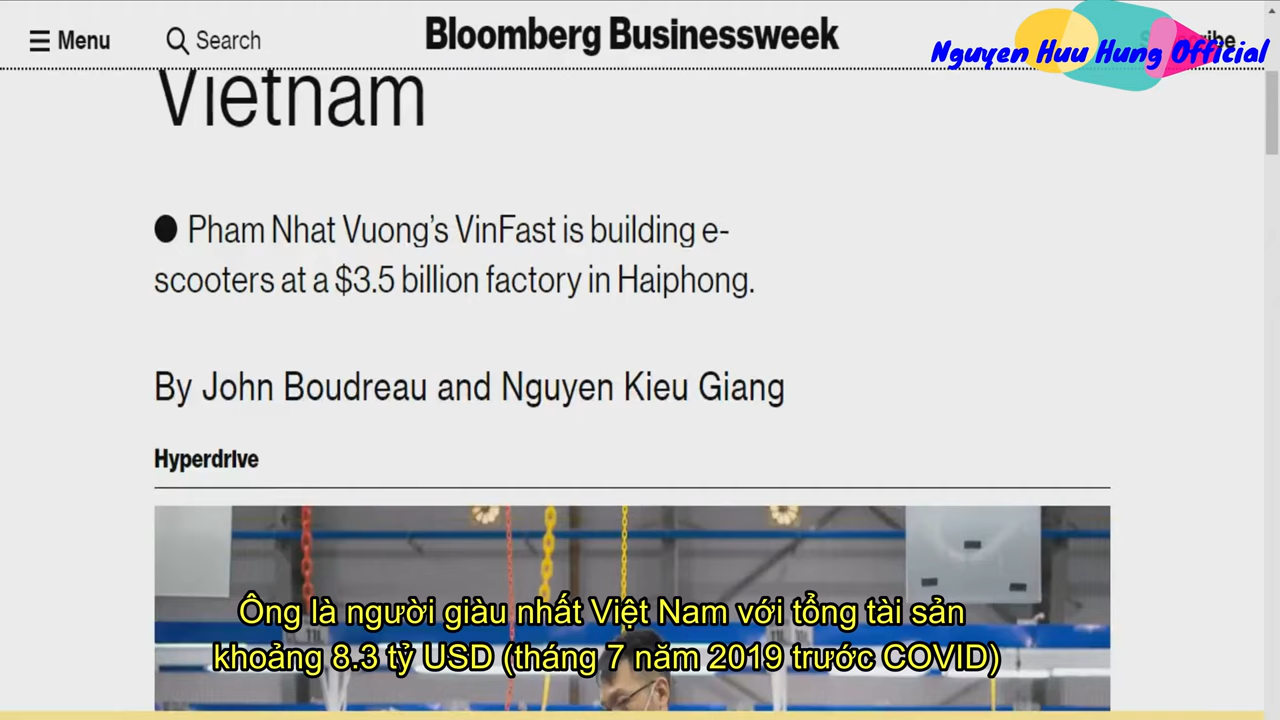 Menu
Search
Bloomberg Businessweek
Nguyen Huu Hung Official
Vietnam
● Pham Nhat Vuong's VinFast is building e-
scooters at a $3.5 billion factory in Haiphong.
By John Boudreau and Nguyen Kieu Giang
Hyperdrive
Ông là người giàu nhất Việt Nam với tổng tài sản
khoảng 8.3 tỷ USD (tháng 7 năm 2019 trước COVID)